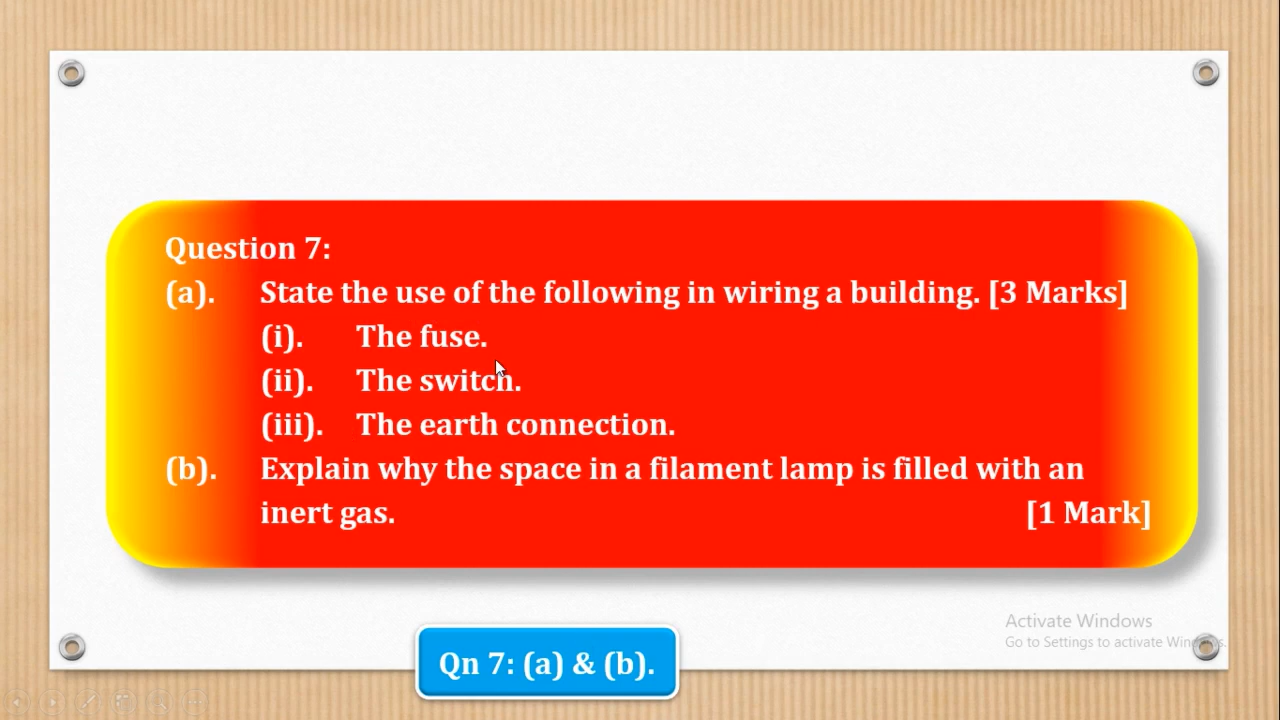 Question 7:
(a). State the use of the following in wiring a building. [3 Marks]
(i). The fuse.
(ii). The switch.
(iii). The earth connection.
(b). Explain why the space in a filament lamp is filled with an
inert gas. [1 Mark]
Activate Windows
Go to Settings to activate Windows.
Qn 7: (a) & (b).